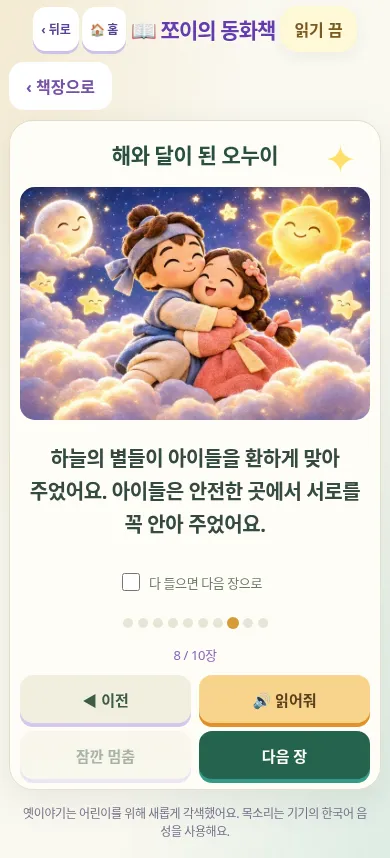 ‹ 뒤로 🏠 홈 📖 쪼이의 동화책 읽기 끔
‹ 책장으로
해와 달이 된 오누이
하늘의 별들이 아이들을 환하게 맞아
주었어요. 아이들은 안전한 곳에서 서로를
꼭 안아 주었어요.
다 들으면 다음 장으로
8 / 10장
◀ 이전 🔊 읽어줘
잠깐 멈춤 다음 장
옛이야기는 어린이를 위해 새롭게 각색했어요. 목소리는 기기의 한국어 음
성을 사용해요.